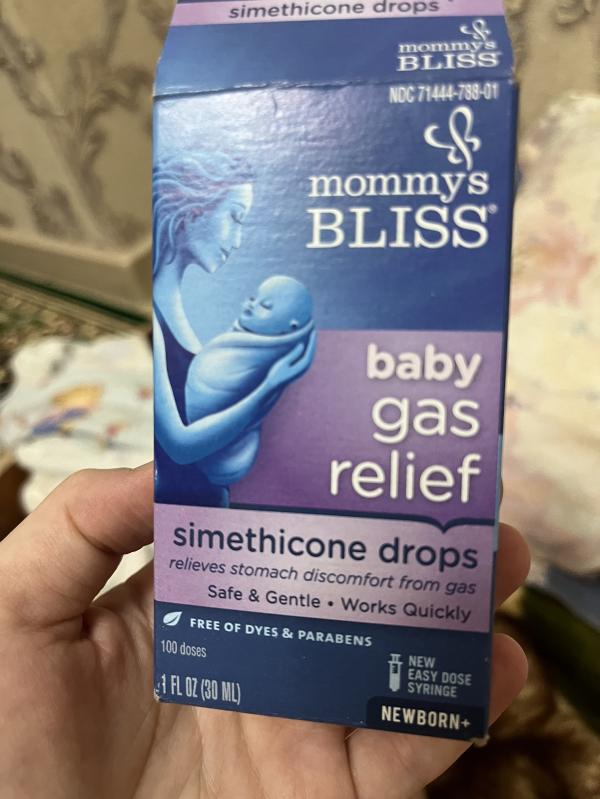 simethicone drops
mommy's
BLISS
NDC 71444-788-01
mommy's
BLISS®
baby
gas
relief
simethicone drops
relieves stomach discomfort from gas
Safe & Gentle • Works Quickly
FREE OF DYES & PARABENS
100 doses
1 FL OZ (30 ML)
NEW
EASY DOSE
SYRINGE
NEWBORN+